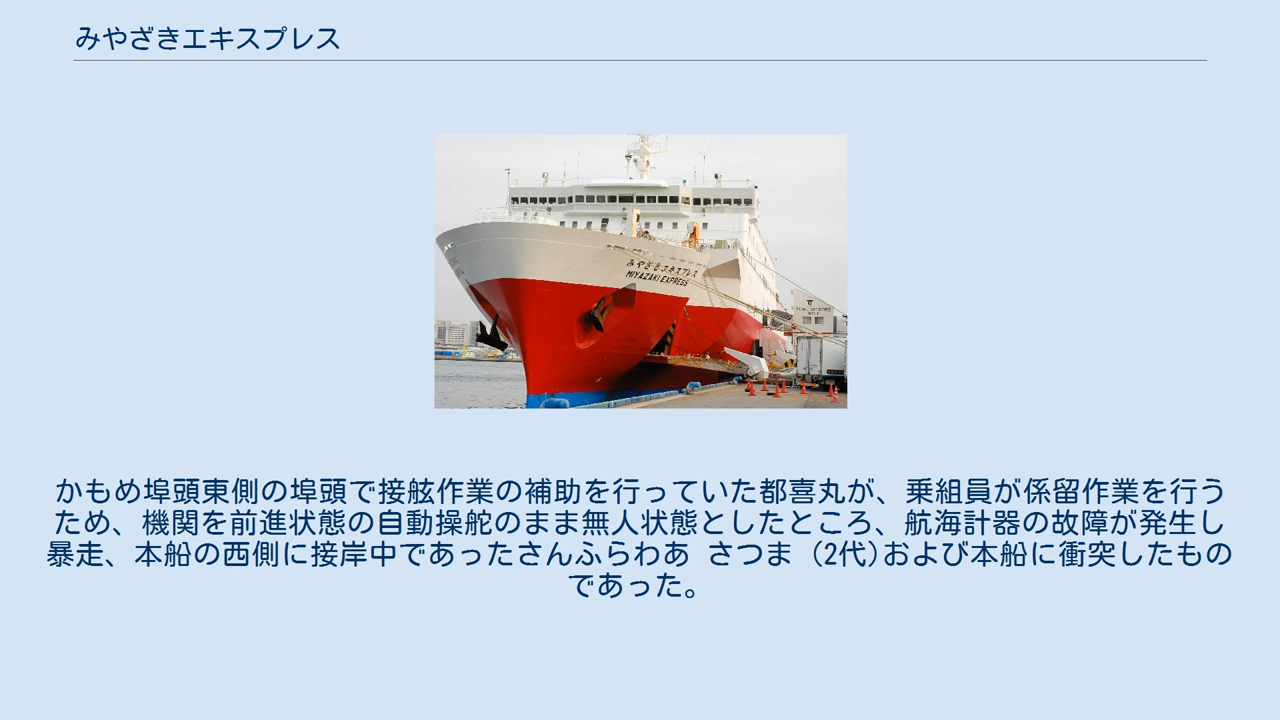 みやざきエキスプレス
みやざきエキスプレス
MIYAZAKI EXPRESS
かもめ埠頭東側の埠頭で接舷作業の補助を行っていた都喜丸が、乗組員が係留作業を行う
ため、機関を前進状態の自動操舵のまま無人状態としたところ、航海計器の故障が発生し
暴走、本船の西側に接岸中であったさんふらわあ さつま (2代)および本船に衝突したもの
であった。